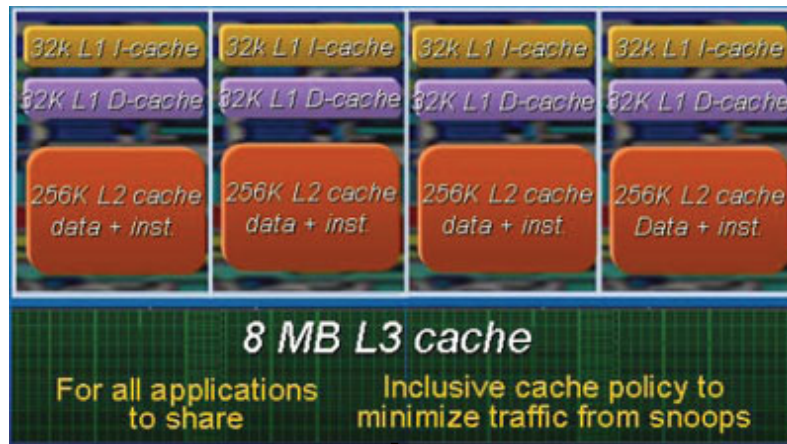 32k L1 I-cache
32K L1 D-cache
256K L2 cache
data + inst.
32k L1 I-cache
32K L1 D-cache
256K L2 cache
data + inst.
32k L1 I-cache
32K L1 D-cache
256K L2 cache
data + inst.
32k L1 I-cache
32K L1 D-cache
256K L2 cache
Data + inst.
8 MB L3 cache
For all applications
to share
Inclusive cache policy to
minimize traffic from snoops